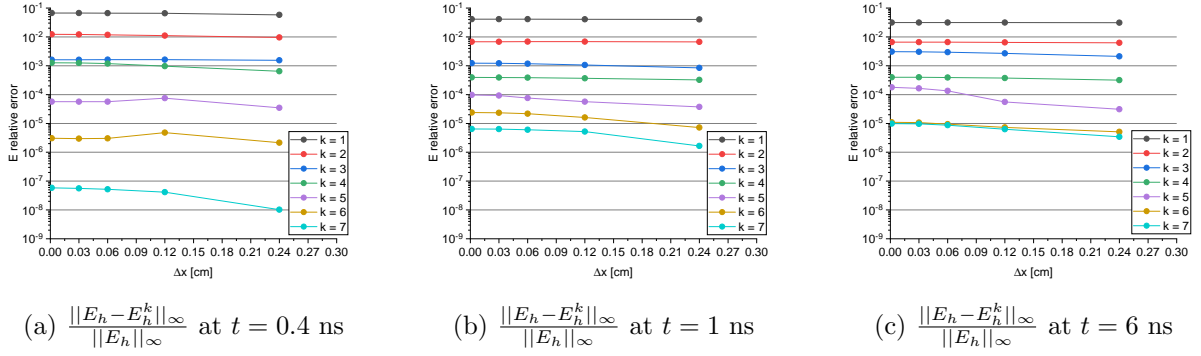 10^-1
10^-2
10^-3
10^-4
10^-5
10^-6
10^-7
10^-8
10^-9
E relative error
0.00 0.03 0.06 0.09 0.12 0.15 0.18 0.21 0.24 0.27 0.30
Δx [cm]
k = 1
k = 2
k = 3
k = 4
k = 5
k = 6
k = 7
(a) ||E_h−E_h^k||_∞ / ||E_h||_∞ at t = 0.4 ns
10^-1
10^-2
10^-3
10^-4
10^-5
10^-6
10^-7
10^-8
10^-9
E relative error
0.00 0.03 0.06 0.09 0.12 0.15 0.18 0.21 0.24 0.27 0.30
Δx [cm]
k = 1
k = 2
k = 3
k = 4
k = 5
k = 6
k = 7
(b) ||E_h−E_h^k||_∞ / ||E_h||_∞ at t = 1 ns
10^-1
10^-2
10^-3
10^-4
10^-5
10^-6
10^-7
10^-8
10^-9
E relative error
0.00 0.03 0.06 0.09 0.12 0.15 0.18 0.21 0.24 0.27 0.30
Δx [cm]
k = 1
k = 2
k = 3
k = 4
k = 5
k = 6
k = 7
(c) ||E_h−E_h^k||_∞ / ||E_h||_∞ at t = 6 ns